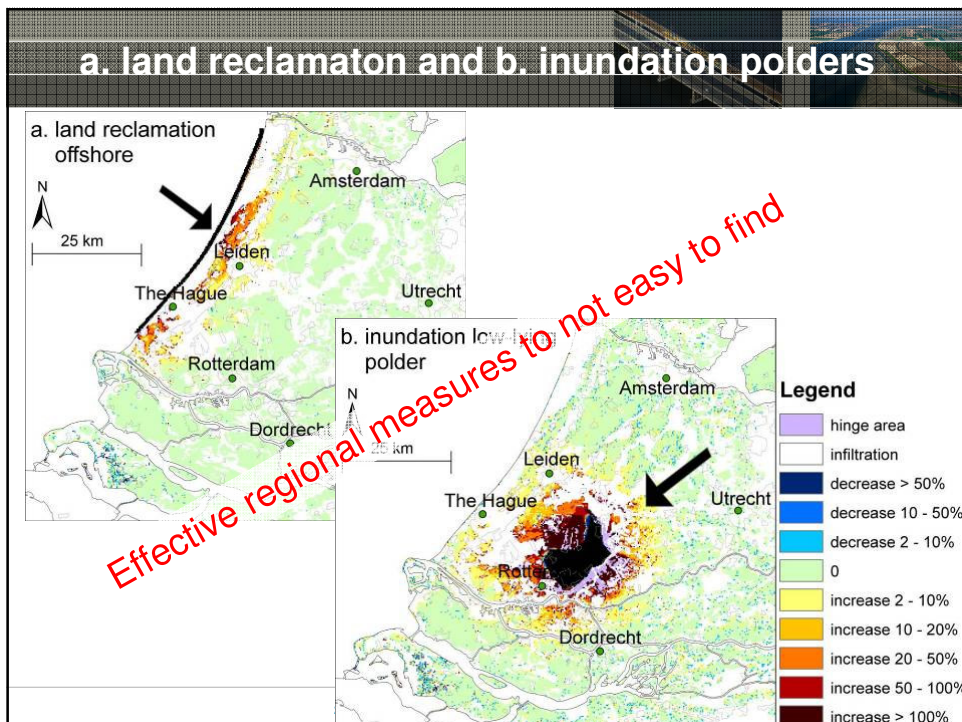 a. land reclamaton and b. inundation polders
a. land reclamation
offshore
N
25 km
Amsterdam
Leiden
The Hague
Utrecht
Rotterdam
Dordrecht
Effective regional measures to not easy to find
b. inundation low-lying
polder
N
25 km
Amsterdam
Leiden
The Hague
Utrecht
Dordrecht
Legend
hinge area
infiltration
decrease > 50%
decrease 10 - 50%
decrease 2 - 10%
0
increase 2 - 10%
increase 10 - 20%
increase 20 - 50%
increase 50 - 100%
increase > 100%